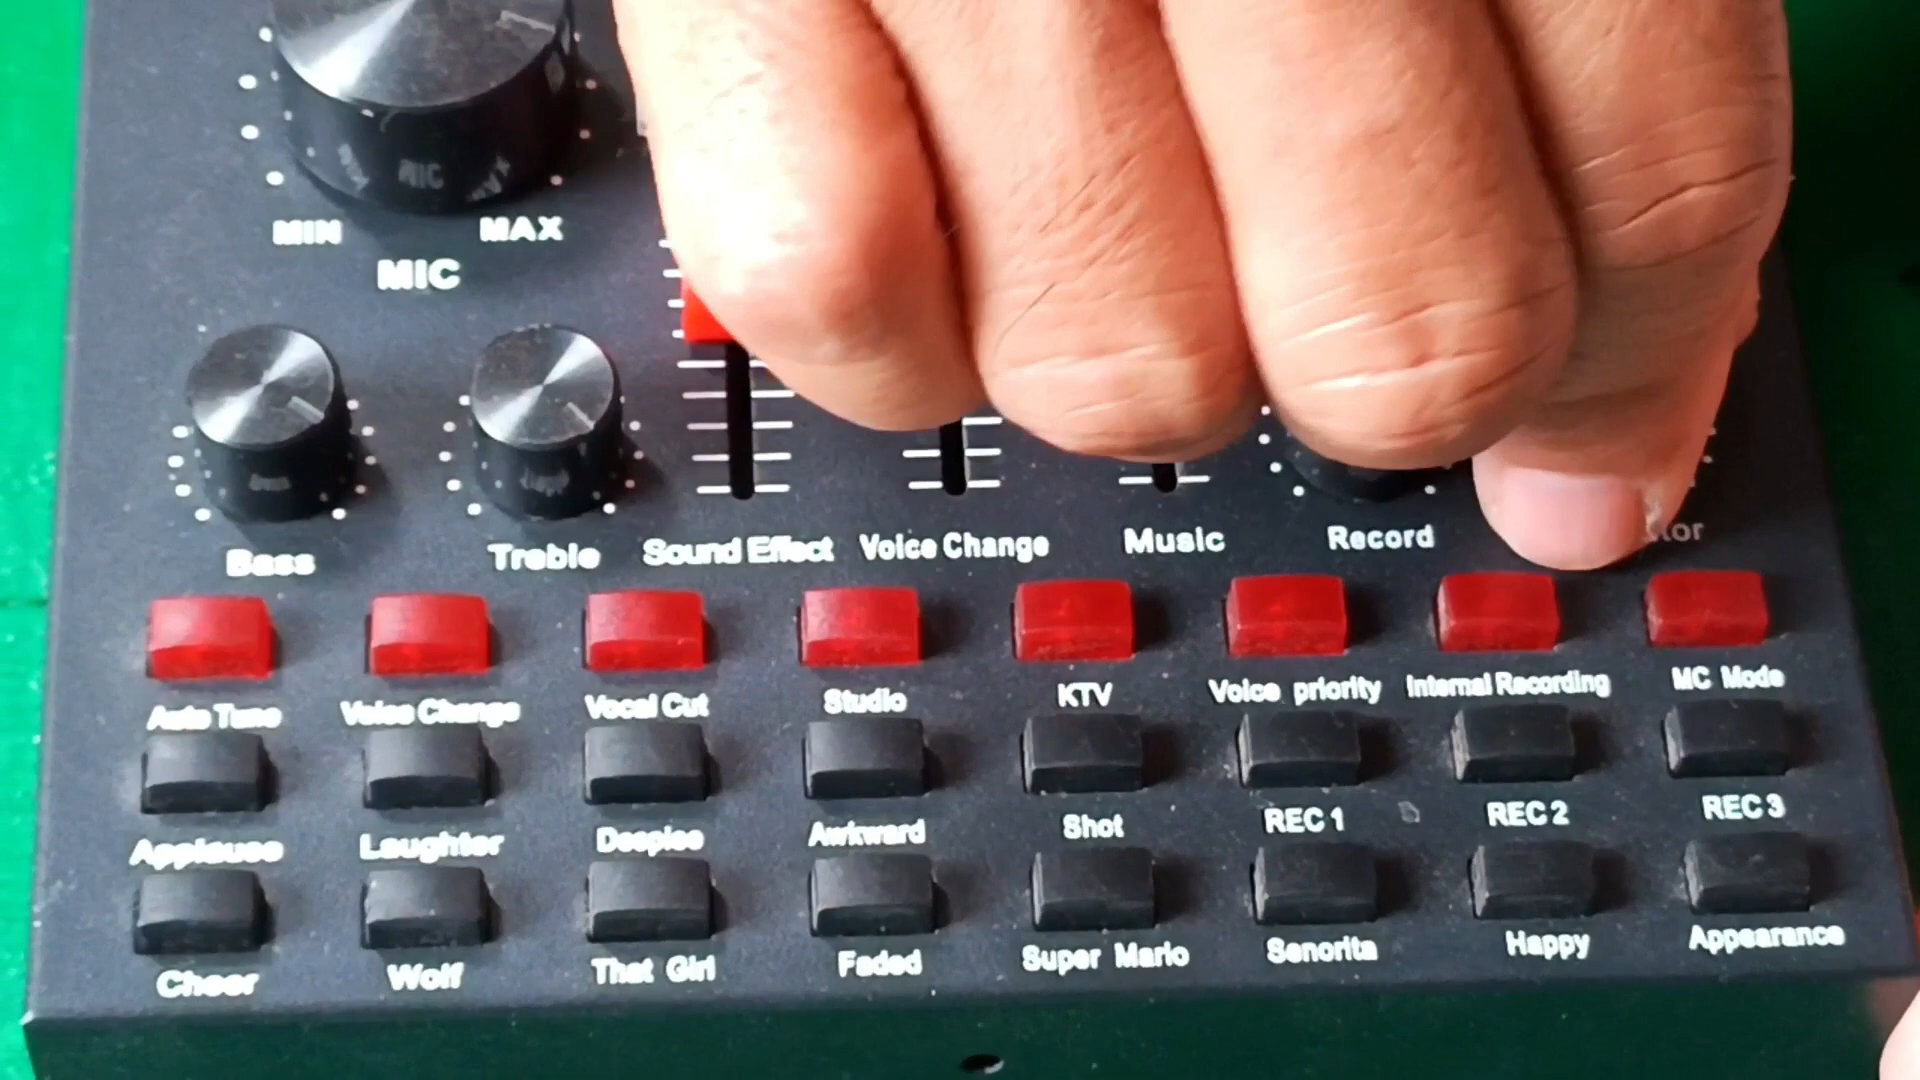 MIC
MIN MAX
MIC
Bass Treble Sound Effect Voice Change Music Record
Auto Tune Voice Change Vocal Cut Studio KTV Voice priority Internal Recording MC Mode
Applause Laughter Despise Awkward Shot REC 1 REC 2 REC 3
Cheer Wolf That Girl Faded Super Mario Senorita Happy Appearance